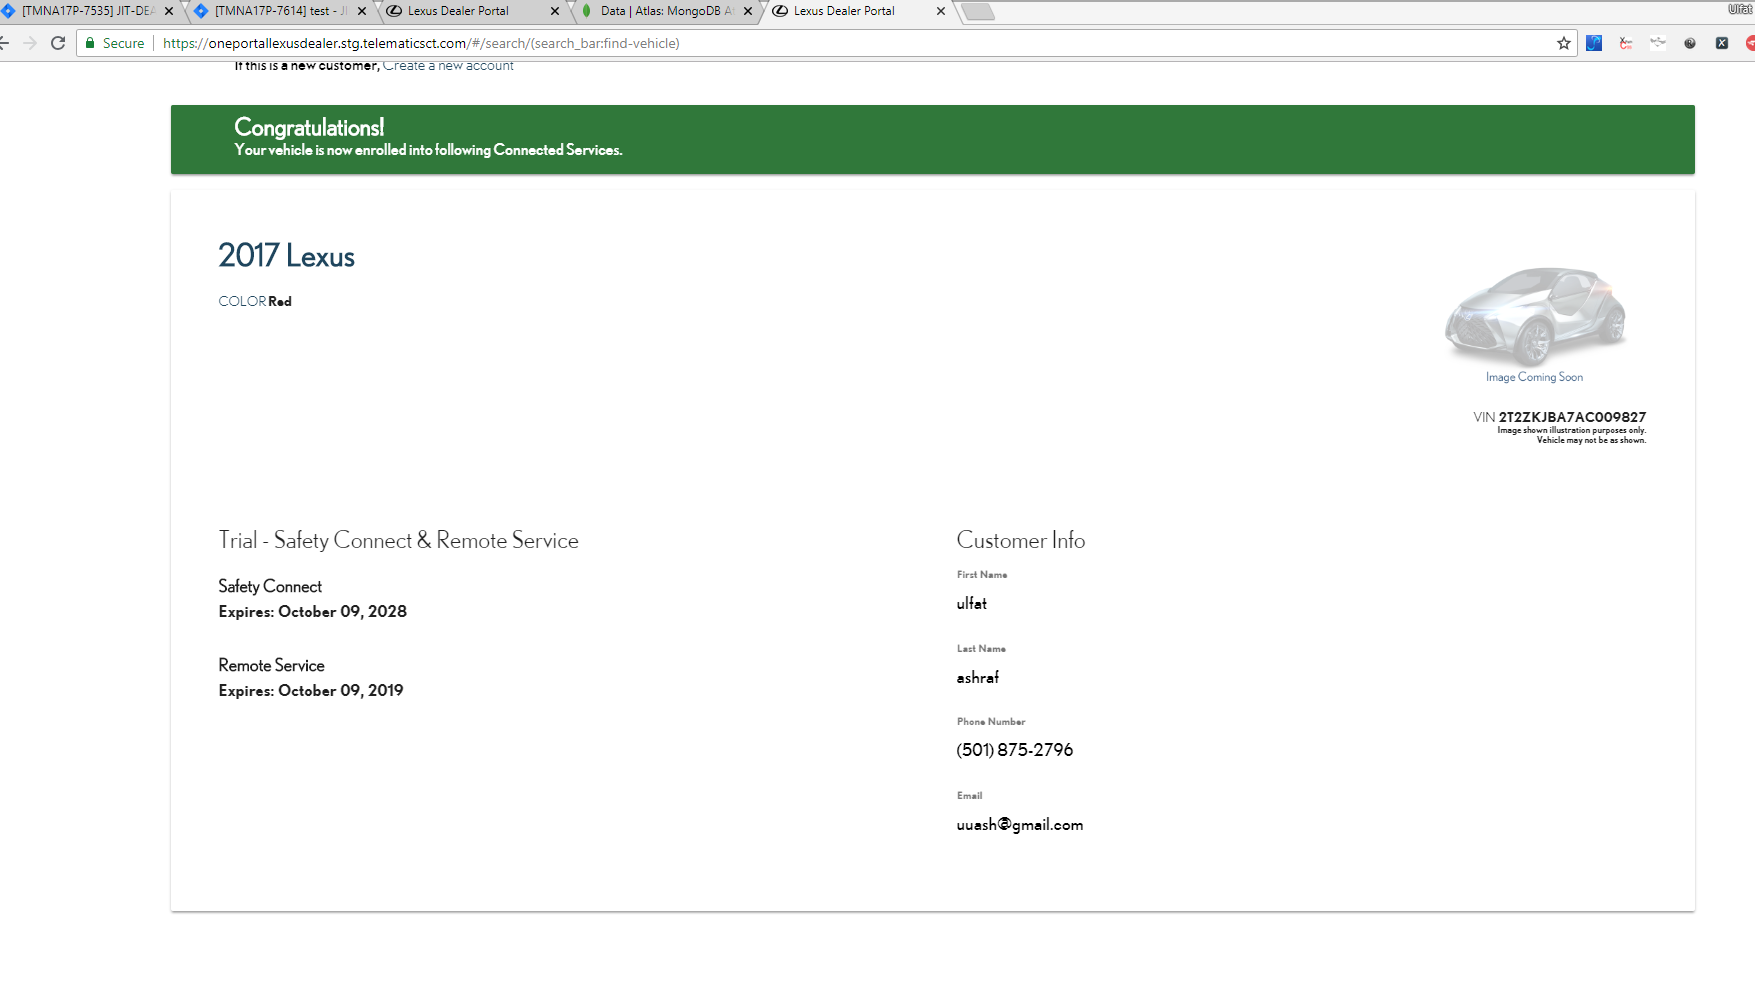 [TMNA17P-7535] JIT-DEA
[TMNA17P-7614] test - JI
Lexus Dealer Portal
Data | Atlas: MongoDB At
Lexus Dealer Portal
Ulfat
Secure
https://oneportallexusdealer.stg.telematicsct.com/#/search/(search_bar:find-vehicle)
If this is a new customer, Create a new account
Congratulations!
Your vehicle is now enrolled into following Connected Services.
2017 Lexus
COLOR Red
Image Coming Soon
VIN 2T2ZKJBA7AC009827
Image shown illustration purposes only.
Vehicle may not be as shown.
Trial - Safety Connect & Remote Service
Safety Connect
Expires: October 09, 2028
Remote Service
Expires: October 09, 2019
Customer Info
First Name
ulfat
Last Name
ashraf
Phone Number
(501) 875-2796
Email
uuash@gmail.com